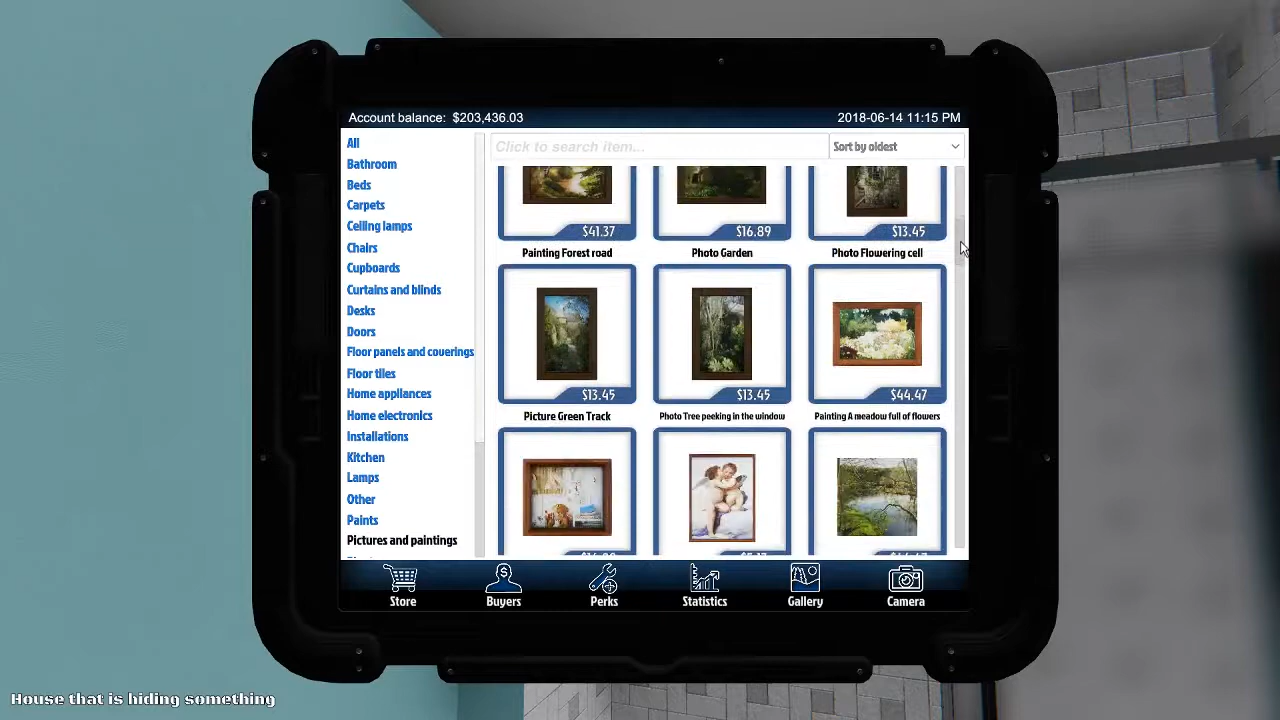 Account balance: $203,436.03
2018-06-14 11:15 PM
All
Bathroom
Beds
Carpets
Ceiling lamps
Chairs
Cupboards
Curtains and blinds
Desks
Doors
Floor panels and coverings
Floor tiles
Home appliances
Home electronics
Installations
Kitchen
Lamps
Other
Paints
Pictures and paintings
Click to search item...
Sort by oldest
$41.37
$16.89
$13.45
Painting Forest road
Photo Garden
Photo Flowering cell
$13.45
$13.45
$44.47
Picture Green Track
Photo Tree peeking in the window
Painting A meadow full of flowers
Store
Buyers
Perks
Statistics
Gallery
Camera
House that is hiding something